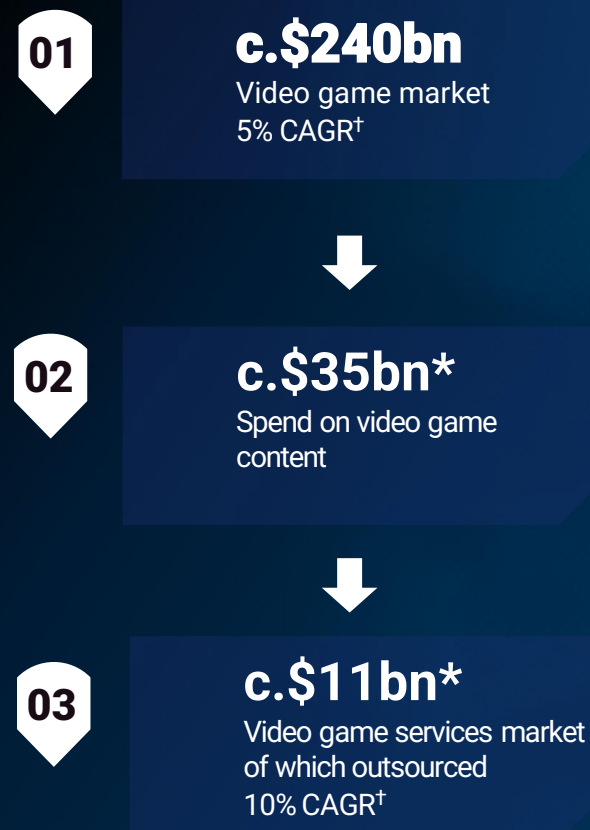 01
c.$240bn
Video game market
5% CAGR†
02
c.$35bn*
Spend on video game
content
03
c.$11bn*
Video game services market
of which outsourced
10% CAGR†